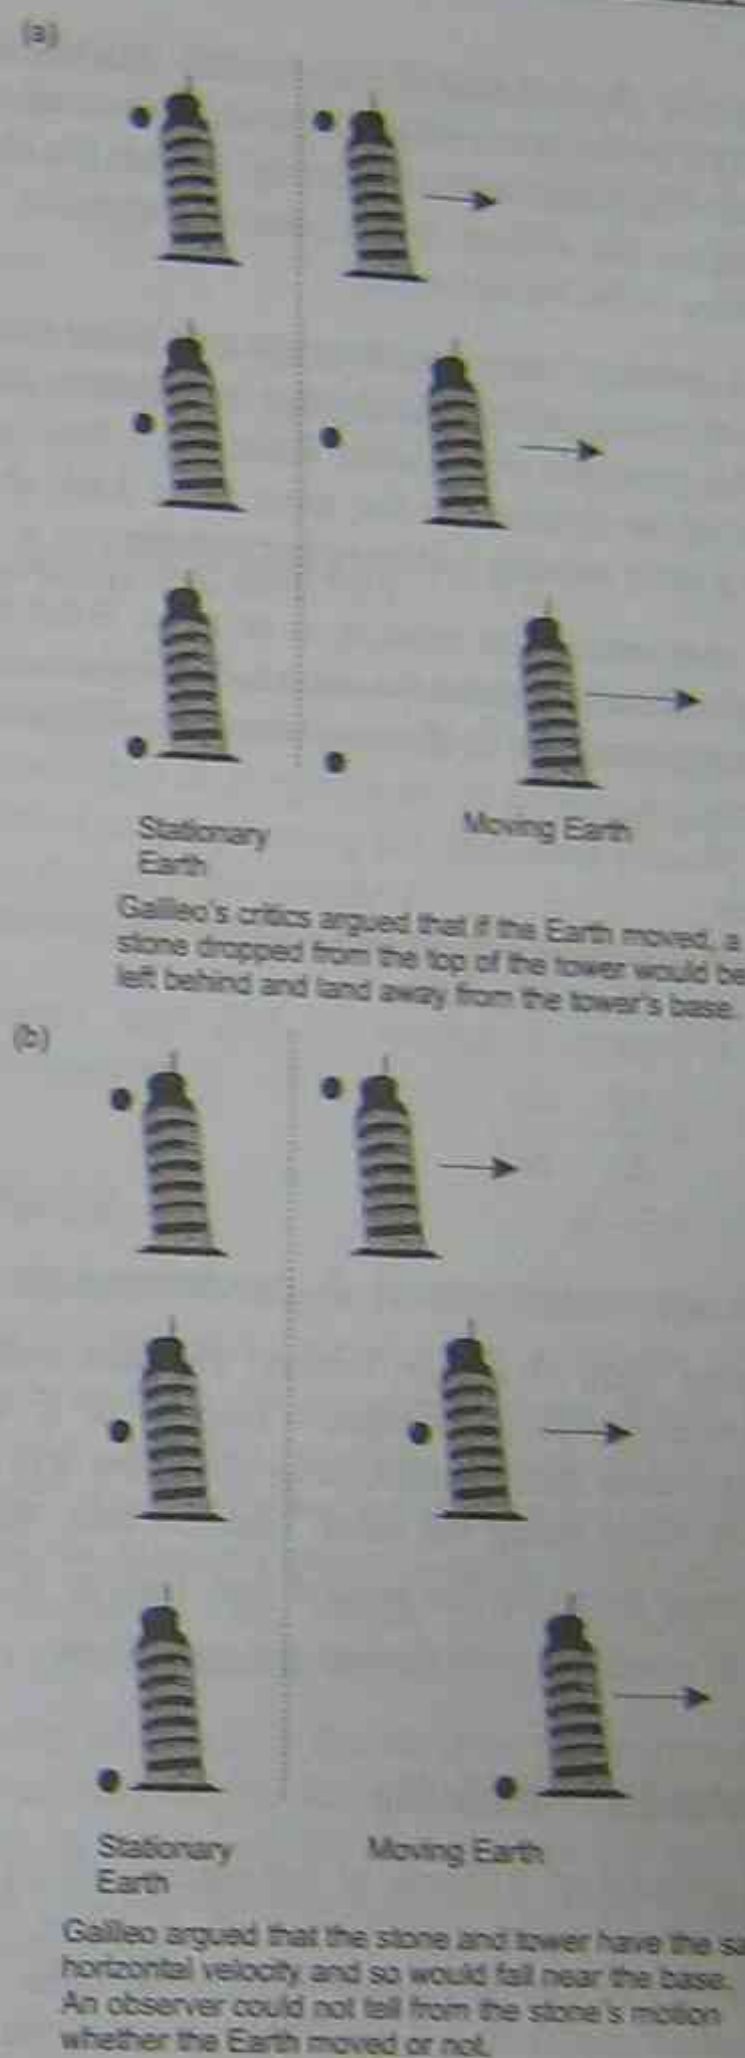 (a)
Stationary
Earth
Moving Earth
Galileo's critics argued that if the Earth moved, a
stone dropped from the top of the tower would be
left behind and land away from the tower's base.
(b)
Stationary
Earth
Moving Earth
Galileo argued that the stone and tower have the sa
horizontal velocity and so would fall near the base.
An observer could not tell from the stone's motion
whether the Earth moved or not.